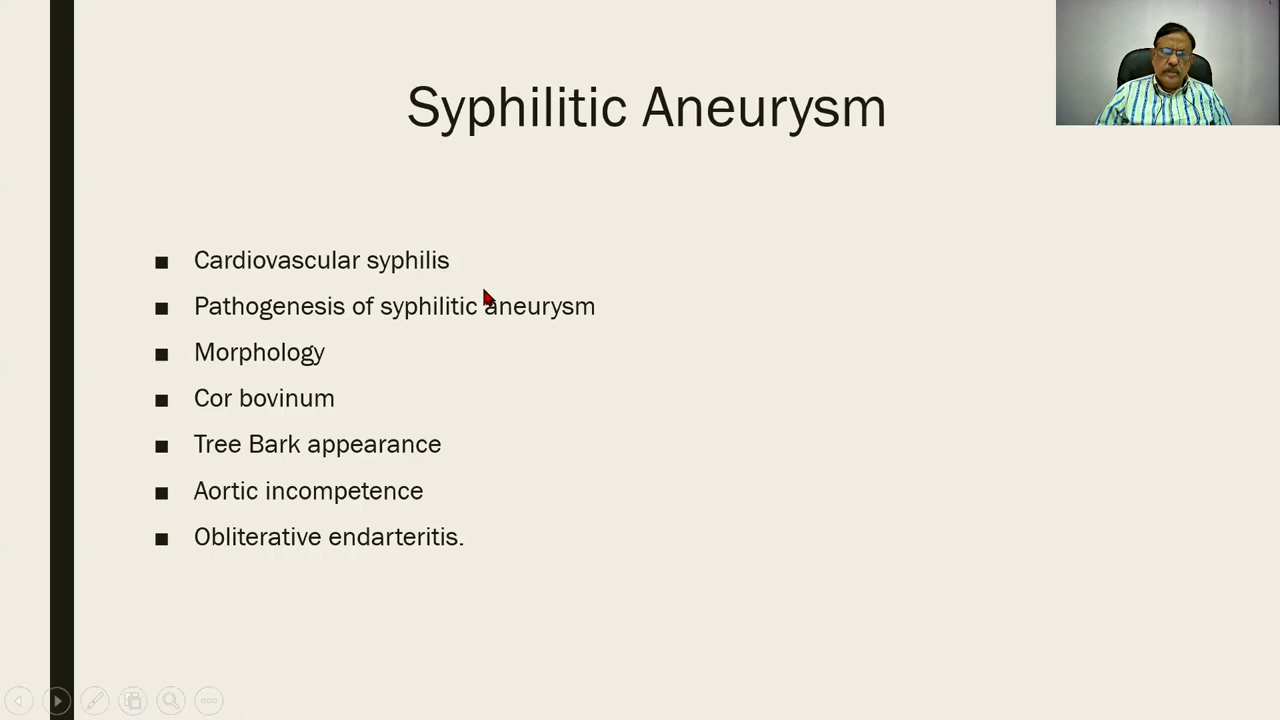 Syphilitic Aneurysm
Cardiovascular syphilis
Pathogenesis of syphilitic aneurysm
Morphology
Cor bovinum
Tree Bark appearance
Aortic incompetence
Obliterative endarteritis.